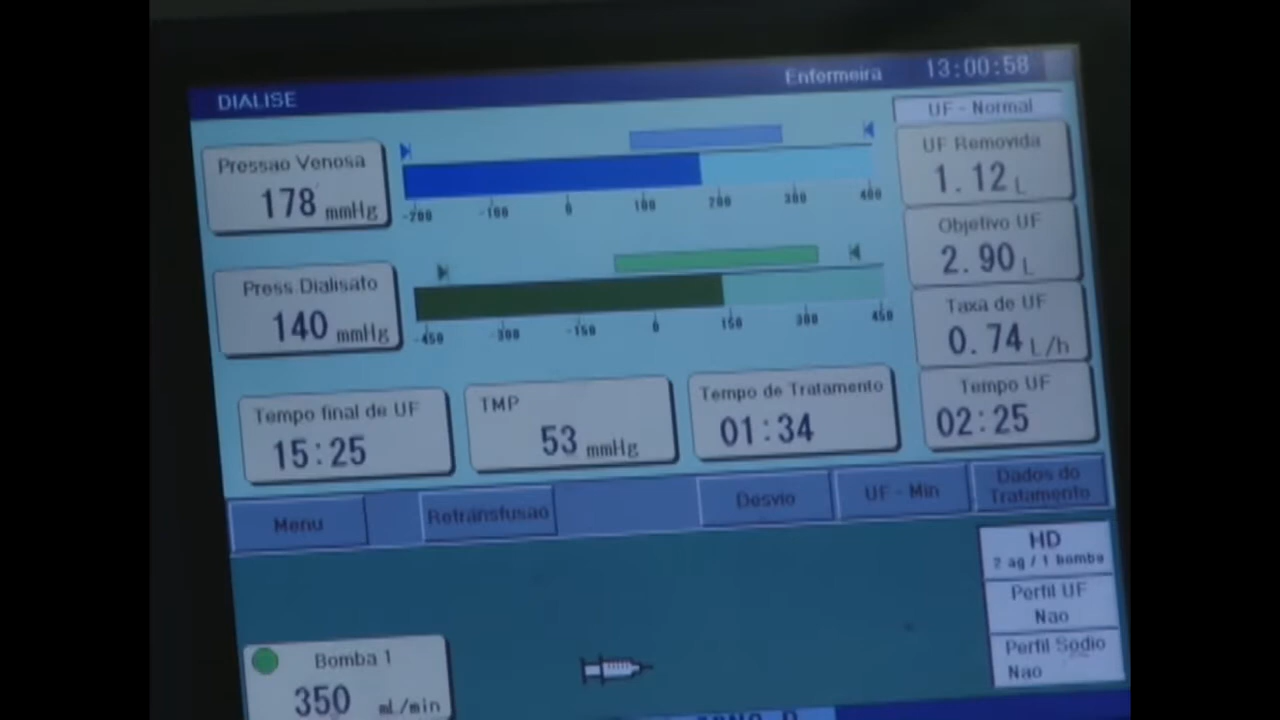 DIALISE
Enfermeira
13:00:58
Pressao Venosa
178 mmHg
-200 -100 0 100 200 300 400
UF - Normal
UF Removida
1.12 L
Objetivo UF
2.90 L
Press Dialisato
140 mmHg
-450 -300 -150 0 150 300 450
Taxa de UF
0.74 L/h
Tempo final de UF
15:25
TMP
53 mmHg
Tempo de Tratamento
01:34
Tempo UF
02:25
Menu
Retransfusao
Desvio
UF - Min
Dados do
Tratamento
HD
2 ag / 1 bomba
Perfil UF
Nao
Perfil Sodio
Nao
Bomba 1
350 mL/min